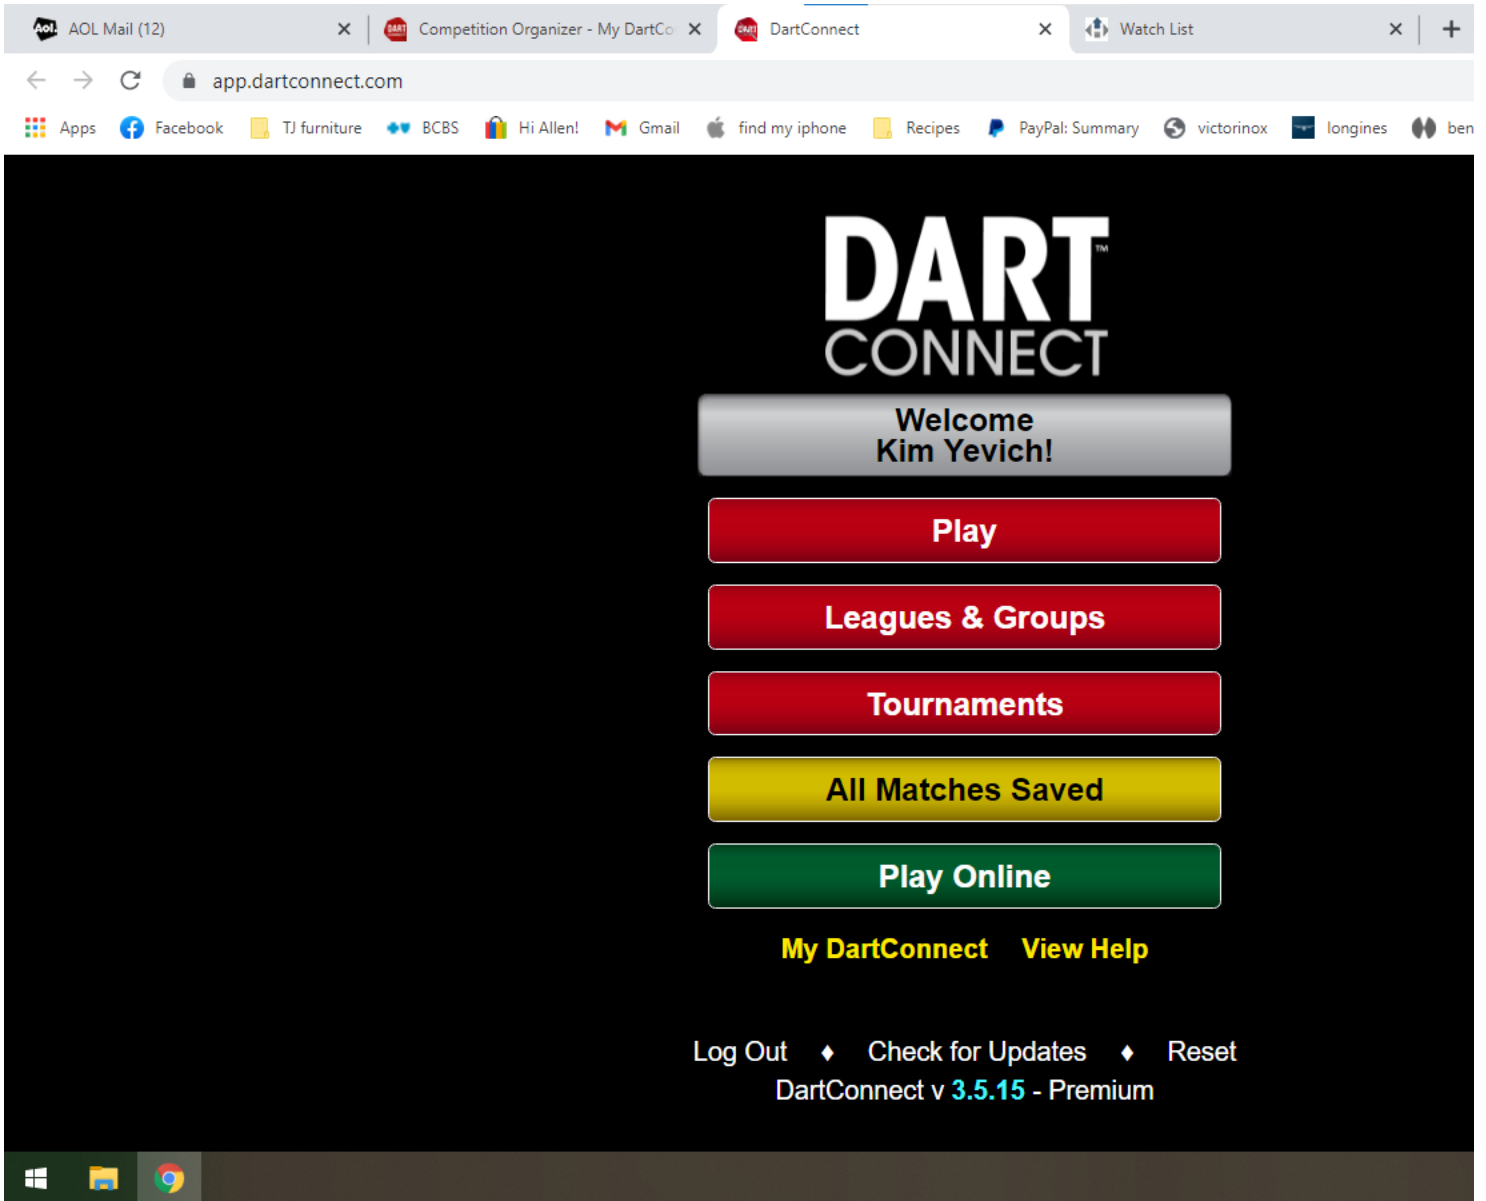 Aol. AOL Mail (12)
Competition Organizer - My DartCo
DartConnect
Watch List
app.dartconnect.com
Apps Facebook TJ furniture BCBS Hi Allen! Gmail find my iphone Recipes PayPal: Summary victorinox longines ben
DART™
CONNECT
Welcome
Kim Yevich!
Play
Leagues & Groups
Tournaments
All Matches Saved
Play Online
My DartConnect View Help
Log Out ♦ Check for Updates ♦ Reset
DartConnect v 3.5.15 - Premium